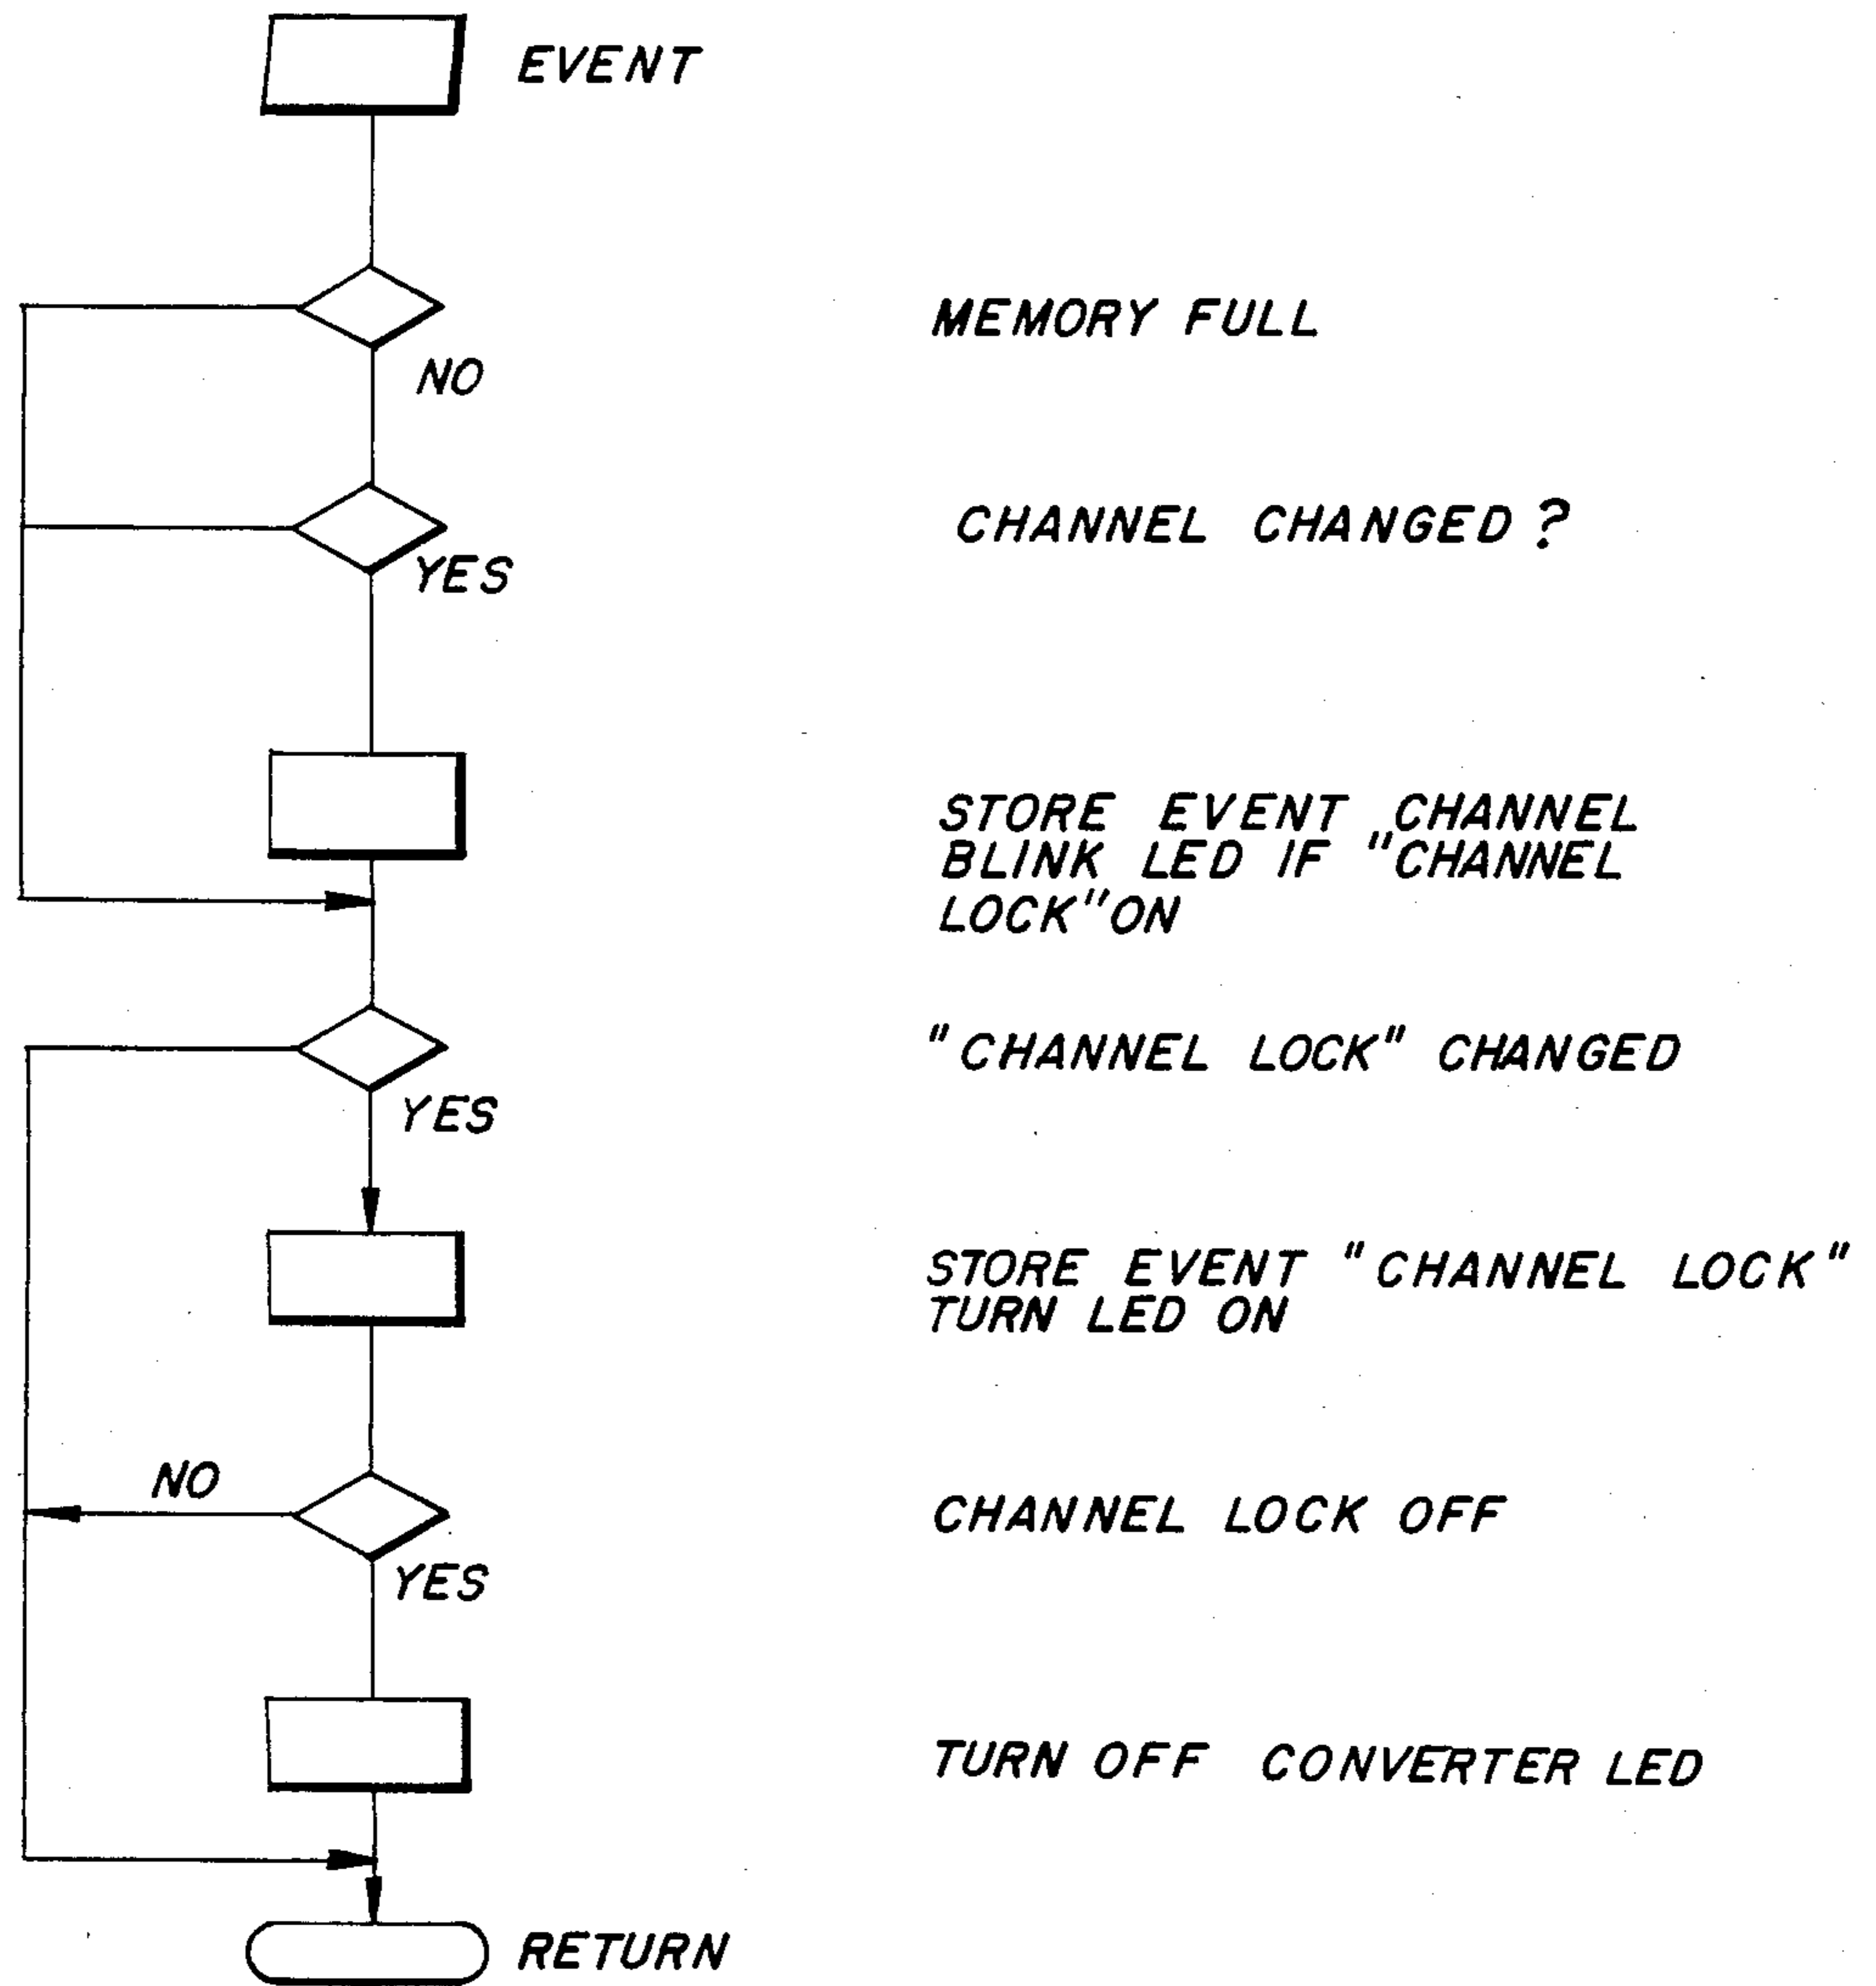 EVENT
MEMORY FULL
NO
CHANNEL CHANGED?
YES
STORE EVENT CHANNEL
BLINK LED IF "CHANNEL
LOCK" ON
"CHANNEL LOCK" CHANGED
YES
STORE EVENT "CHANNEL LOCK"
TURN LED ON
NO
CHANNEL LOCK OFF
YES
TURN OFF CONVERTER LED
RETURN